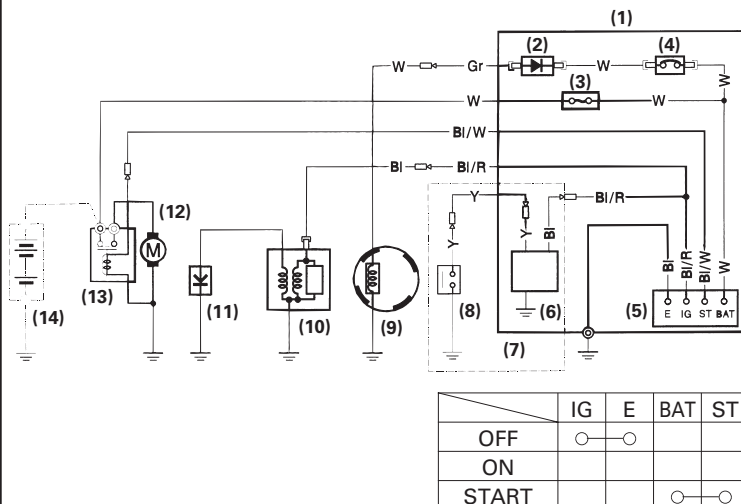 (1)
(2) (4)
W Gr W
(3) W
W W
Bl/W
Bl Bl/R
(12)
Y Bl/R
Y Y Bl
M
Bl Bl/R Bl/W W
(13) (11) (10) (9) (8) (6) (5) E IG ST BAT
(14) (7)
IG E BAT ST
OFF
ON
START